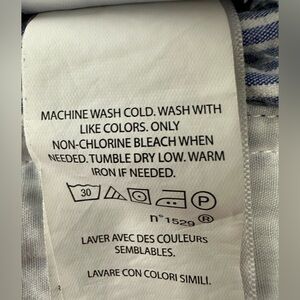 MACHINE WASH COLD. WASH WITH
LIKE COLORS. ONLY
NON-CHLORINE BLEACH WHEN
NEEDED. TUMBLE DRY LOW. WARM
IRON IF NEEDED.
30 P
n°1529 ®
LAVER AVEC DES COULEURS
SEMBLABLES.
LAVARE CON COLORI SIMILI.